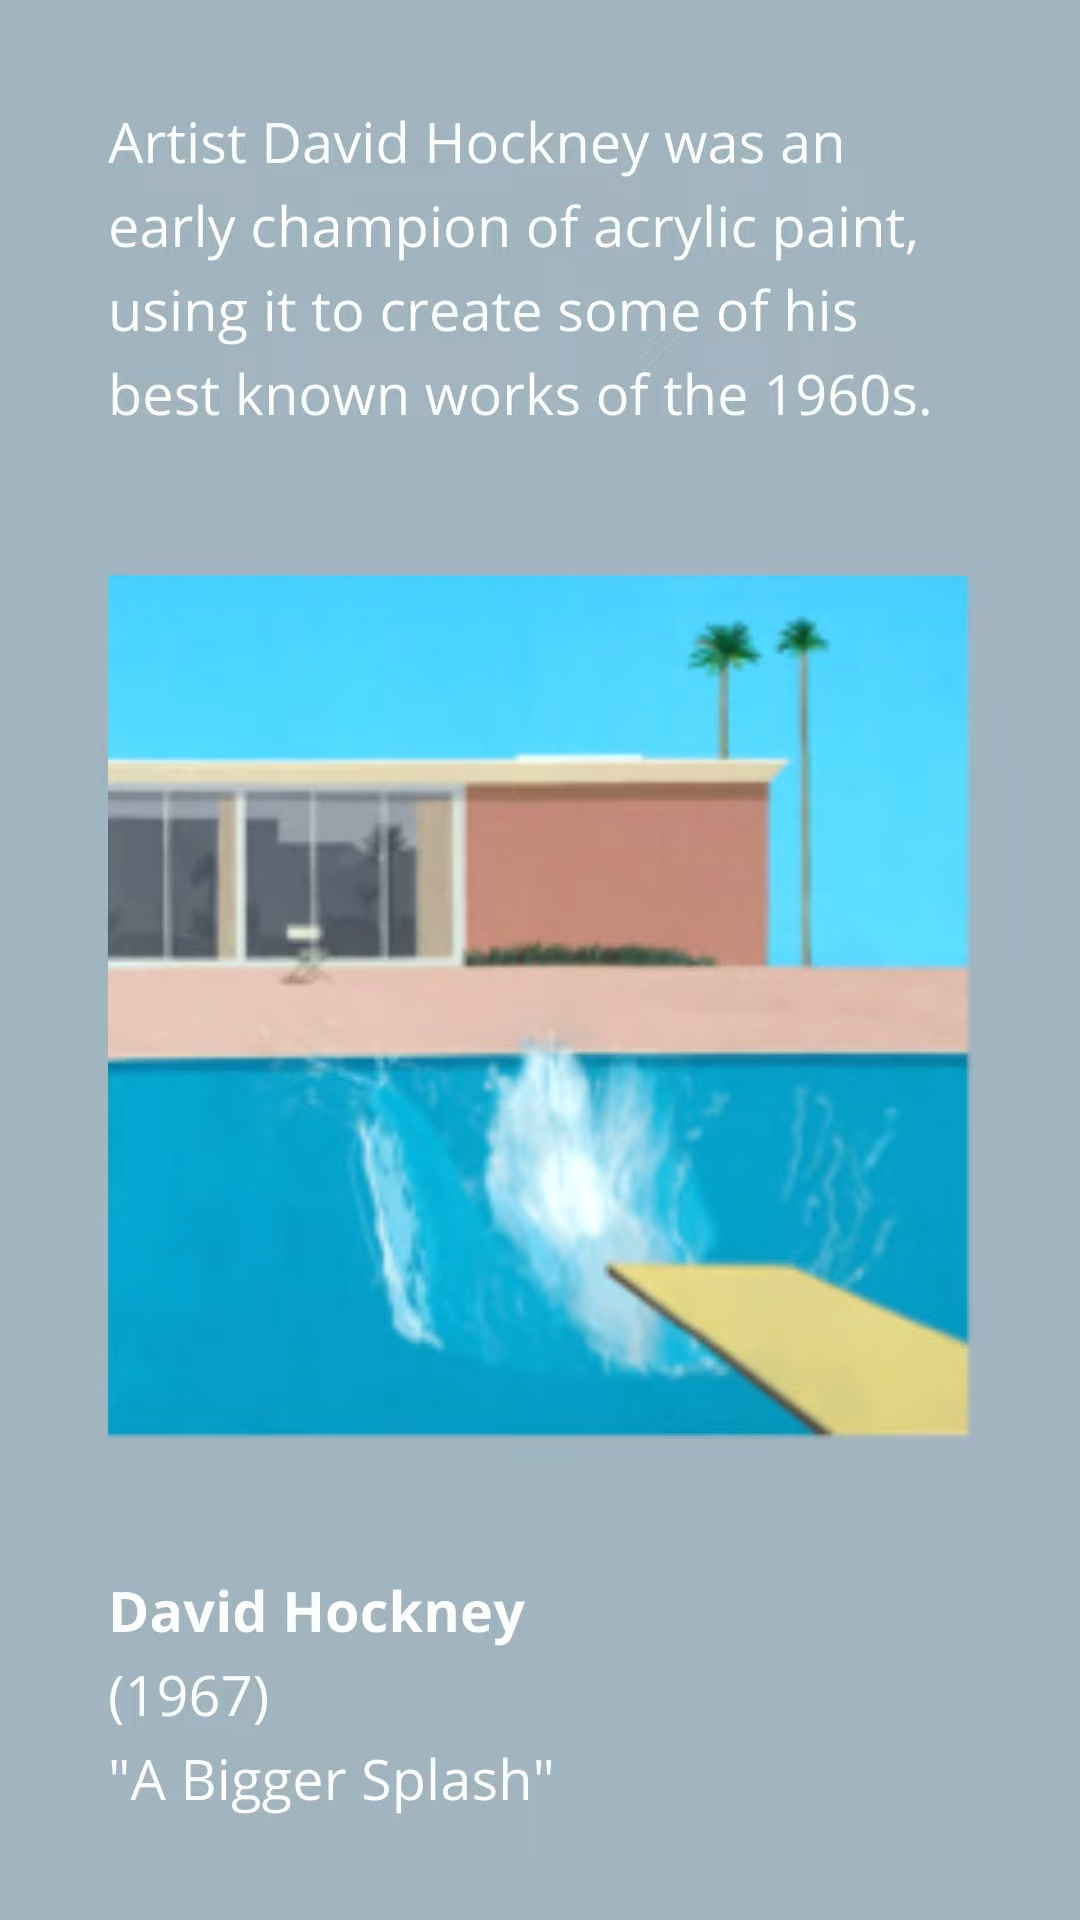 Artist David Hockney was an
early champion of acrylic paint,
using it to create some of his
best known works of the 1960s.
David Hockney
(1967)
"A Bigger Splash"